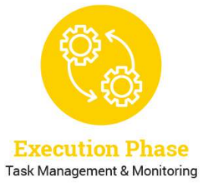 Execution Phase
Task Management & Monitoring